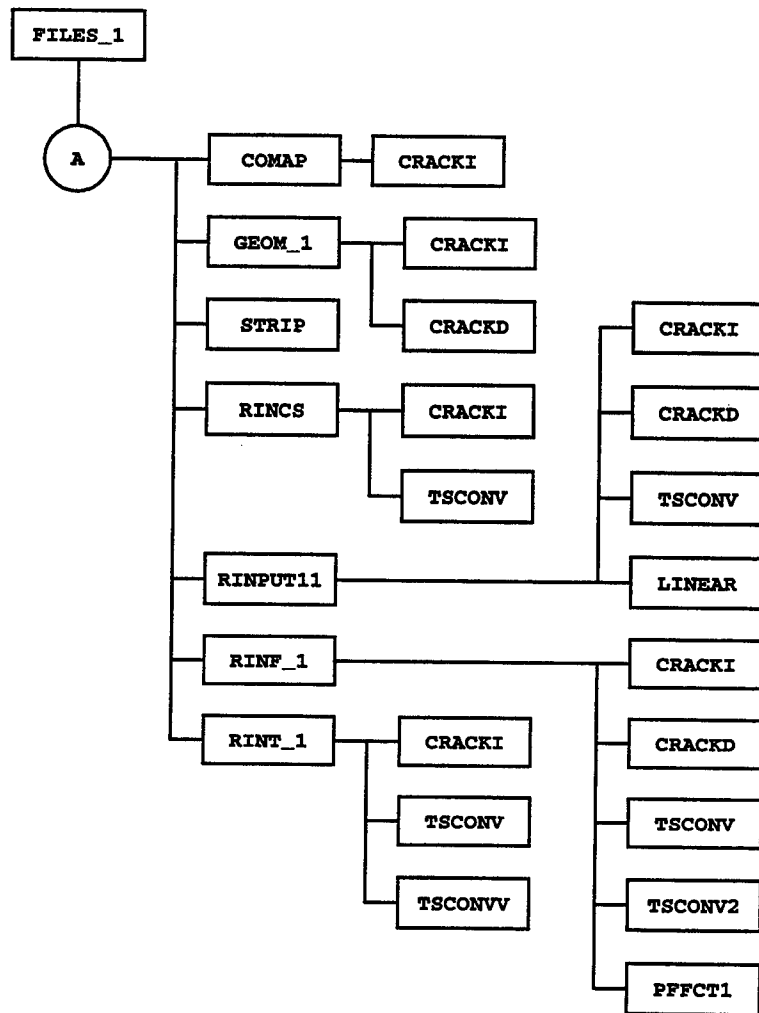 FILES_1
A
COMAP
CRACKI
GEOM_1
CRACKI
STRIP
CRACKD
CRACKI
RINCS
CRACKI
CRACKD
TSCONV
TSCONV
RINPUT11
LINEAR
RINF_1
CRACKI
RINT_1
CRACKI
CRACKD
TSCONV
TSCONV
TSCONVV
TSCONV2
PFFCT1